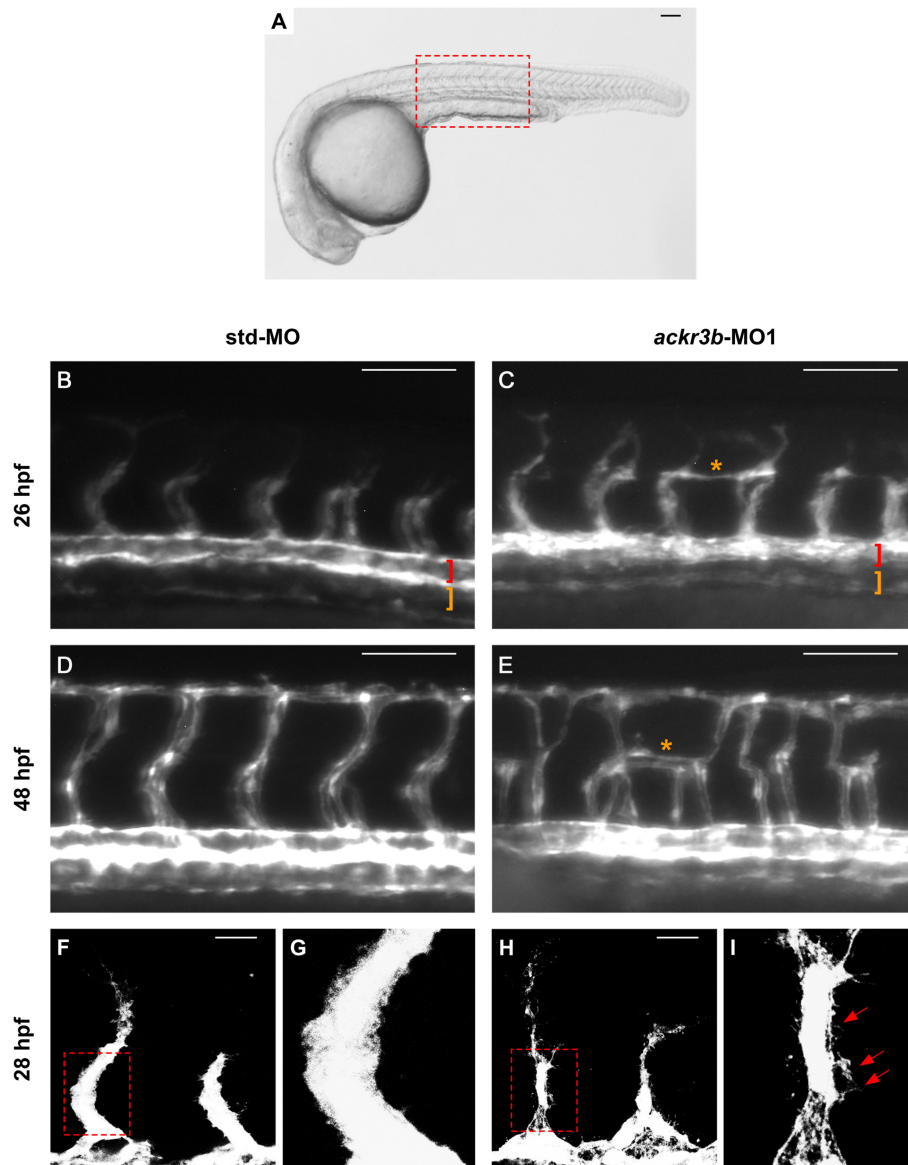 A
std-MO
ackr3b-MO1
26 hpf
B
C
*
]
]
]
]
48 hpf
D
E
*
28 hpf
F
G
H
I